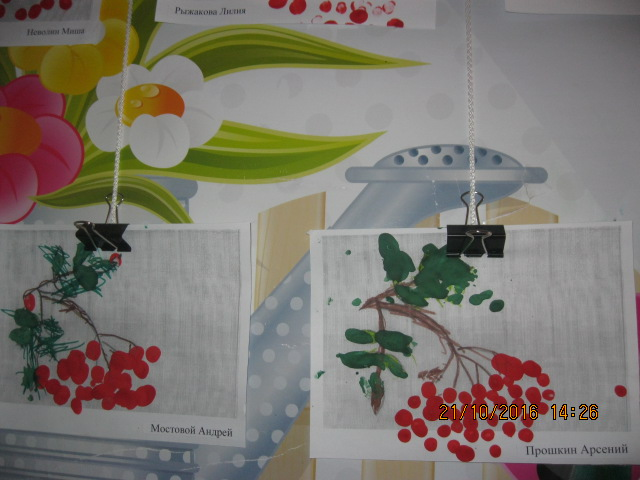 Рыжакова Лилия
Неволин Миша
Мостовой Андрей
Прошкин Арсений
21/10/2016 14:26